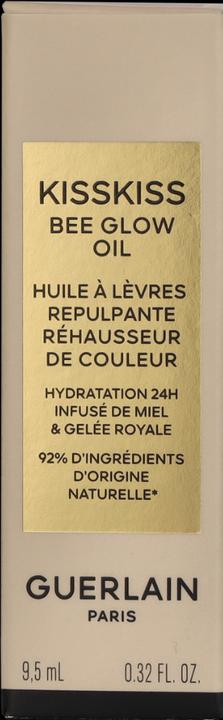 KISSKISS
BEE GLOW
OIL
HUILE À LÈVRES
REPULPANTE
RÉHAUSSEUR
DE COULEUR
HYDRATATION 24H
INFUSÉ DE MIEL
& GELÉE ROYALE
92% D'INGRÉDIENTS
D'ORIGINE
NATURELLE*
GUERLAIN
PARIS
9,5 mL 0.32 FL. OZ.